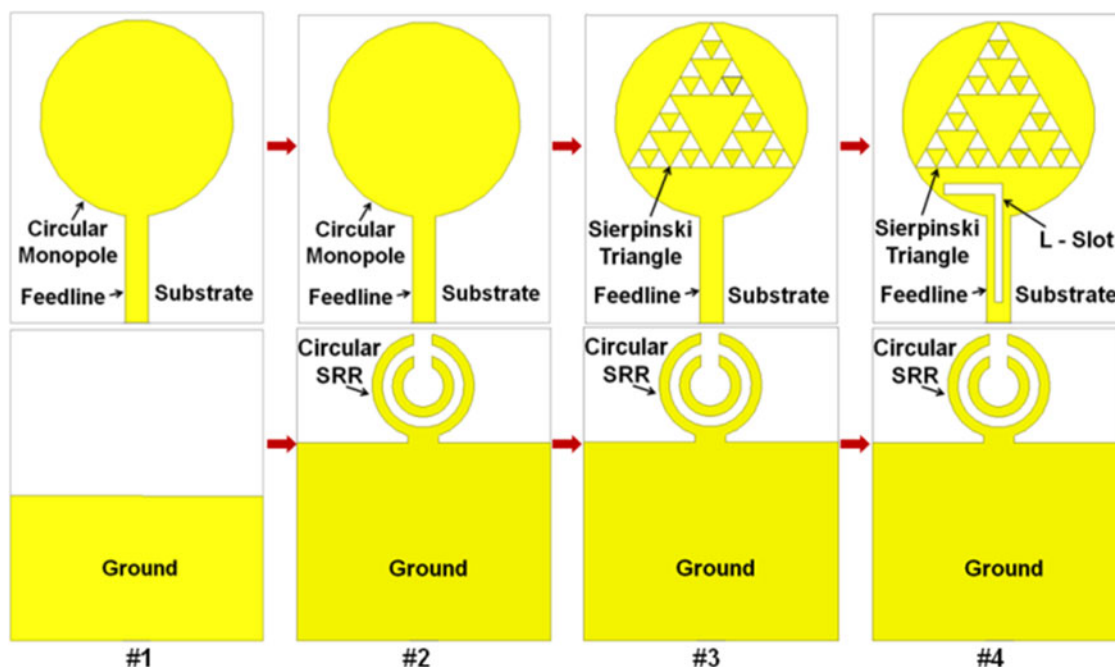 Circular
Monopole
Feedline
Substrate
Circular
Monopole
Feedline
Substrate
Sierpinski
Triangle
Feedline
Substrate
Sierpinski
Triangle
L - Slot
Feedline
Substrate
Ground
Circular
SRR
Ground
Circular
SRR
Ground
Circular
SRR
Ground
#1
#2
#3
#4